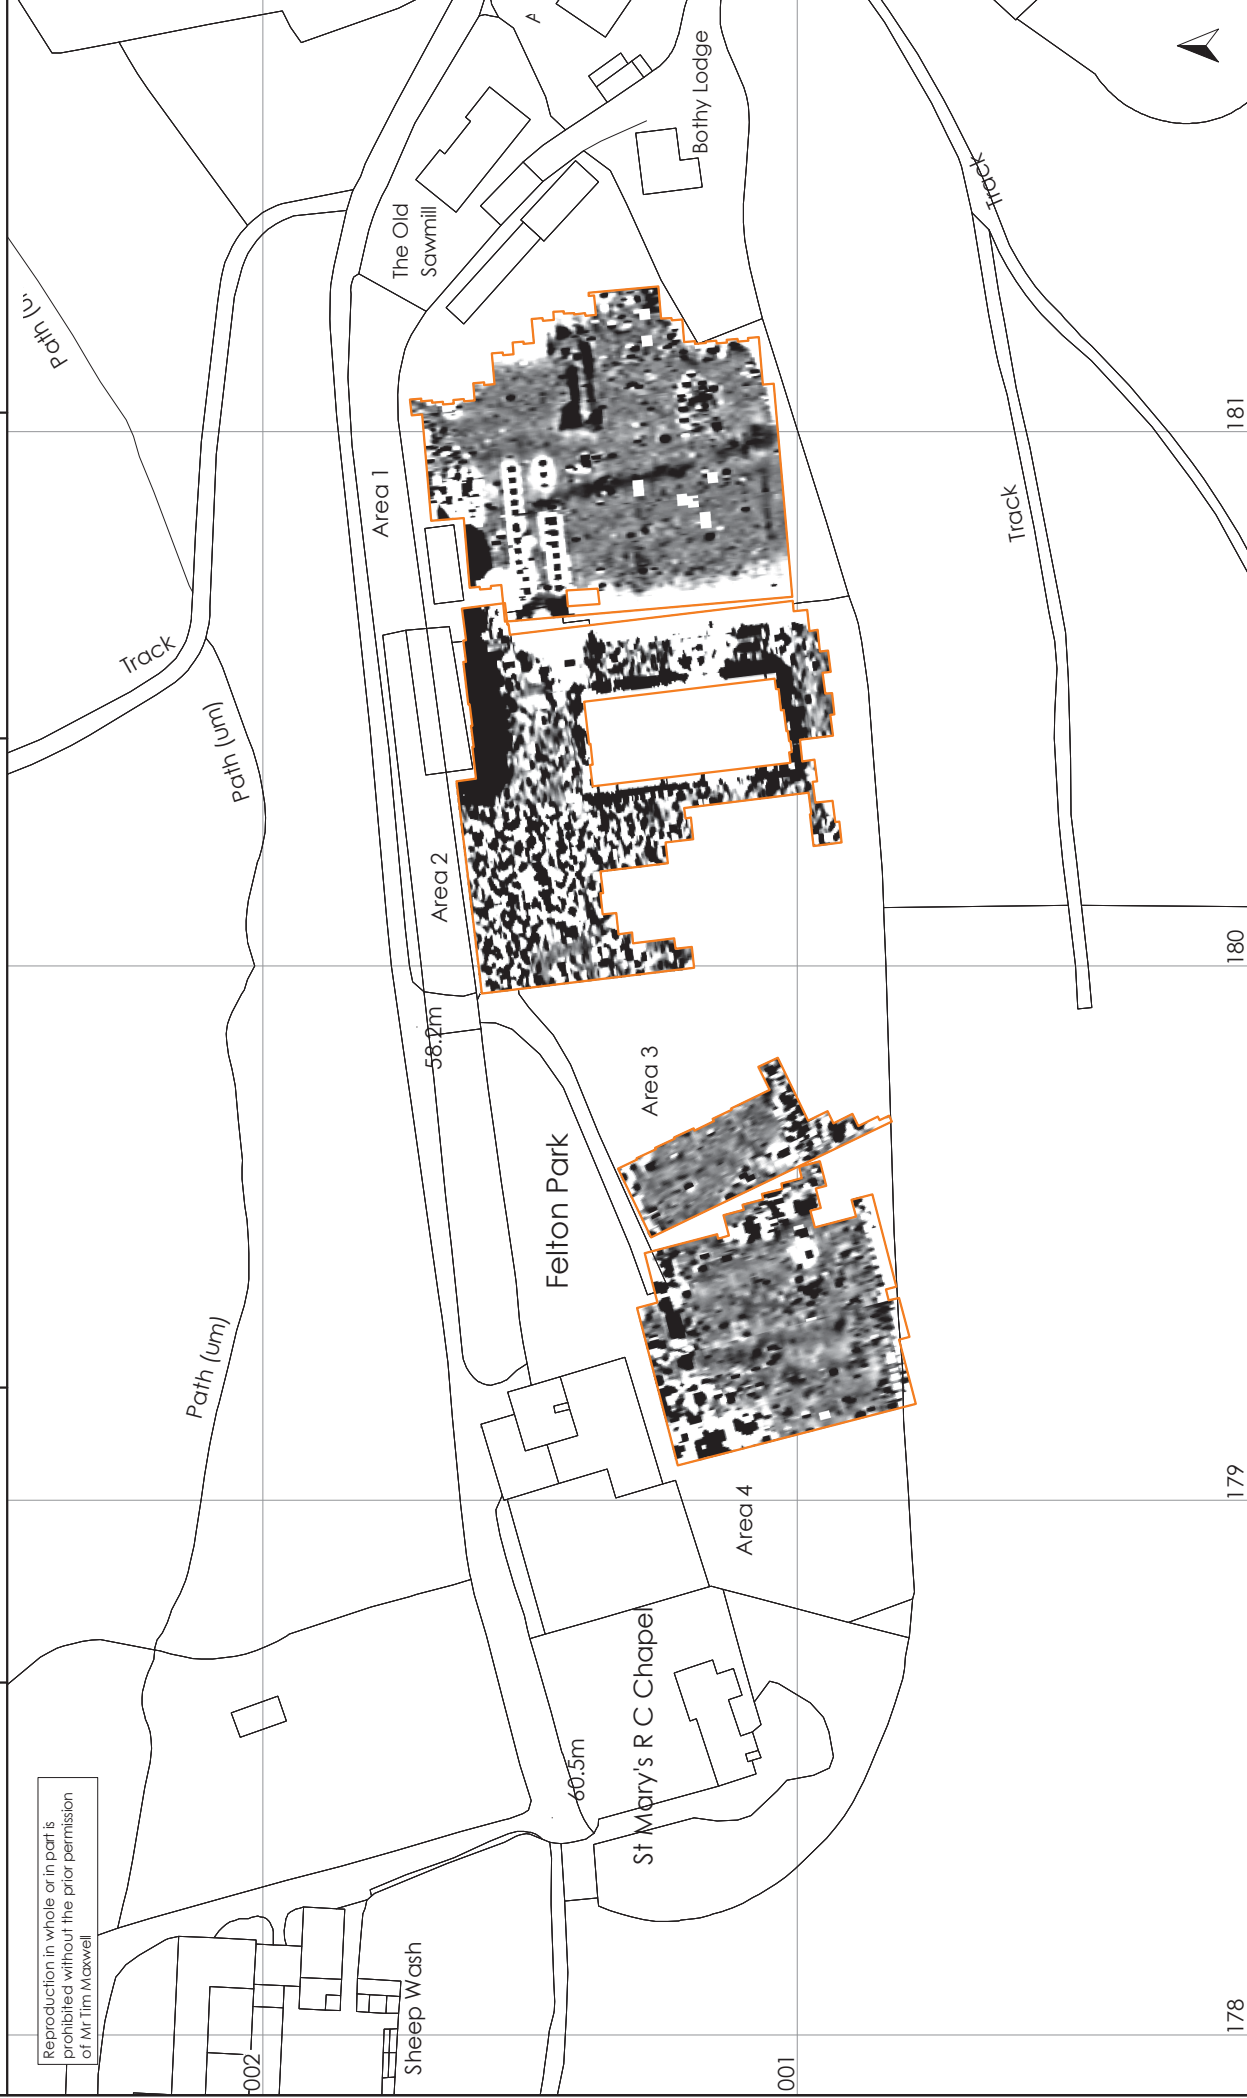 Reproduction in whole or in part is
prohibited without the prior permission
of Mr Tim Maxwell
Sheep Wash
002
001
178
179
180
181
60.5m
St Mary's R C Chapel
Path (um)
Area 4
Felton Park
58.2m
Area 3
Path (um)
Track
Area 2
Area 1
Path (u
The Old
Sawmill
Bothy Lodge
A
Track
Track